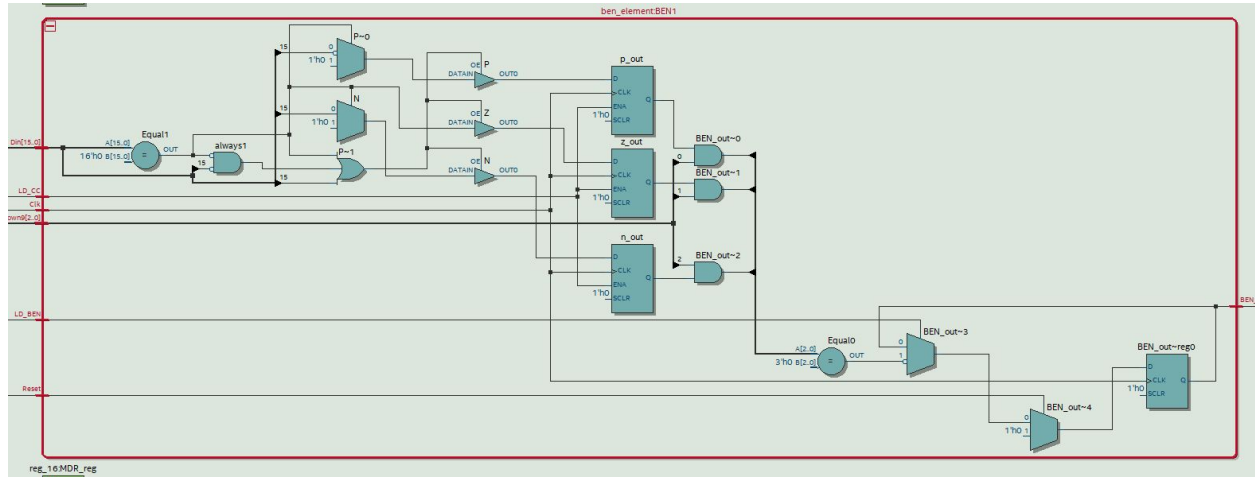 ben_element:BEN1
P~0
15
0
1'h0 1
OE P
DATAIN OUT0
p_out
D
CLK
ENA
1'h0
SCLR
Q
N
15
0
1'h0 1
OE Z
DATAIN OUT0
Equal1
Din[15..0]
A[15..0]
16'h0 B[15..0]
=
OUT
always1
15
P~1
15
OE N
DATAIN OUT0
z_out
D
CLK
ENA
1'h0
SCLR
Q
BEN_out~0
0
BEN_out~1
1
LD_CC
Clk
own9[2..0]
n_out
D
CLK
ENA
1'h0
SCLR
Q
BEN_out~2
2
LD_BEN
Equal0
A[2..0]
3'h0 B[2..0]
=
OUT
BEN_out~3
0
1
BEN_
BEN_out~reg0
D
CLK
1'h0
SCLR
Q
Reset
BEN_out~4
0
1'h0 1
reg_16:MDR_reg